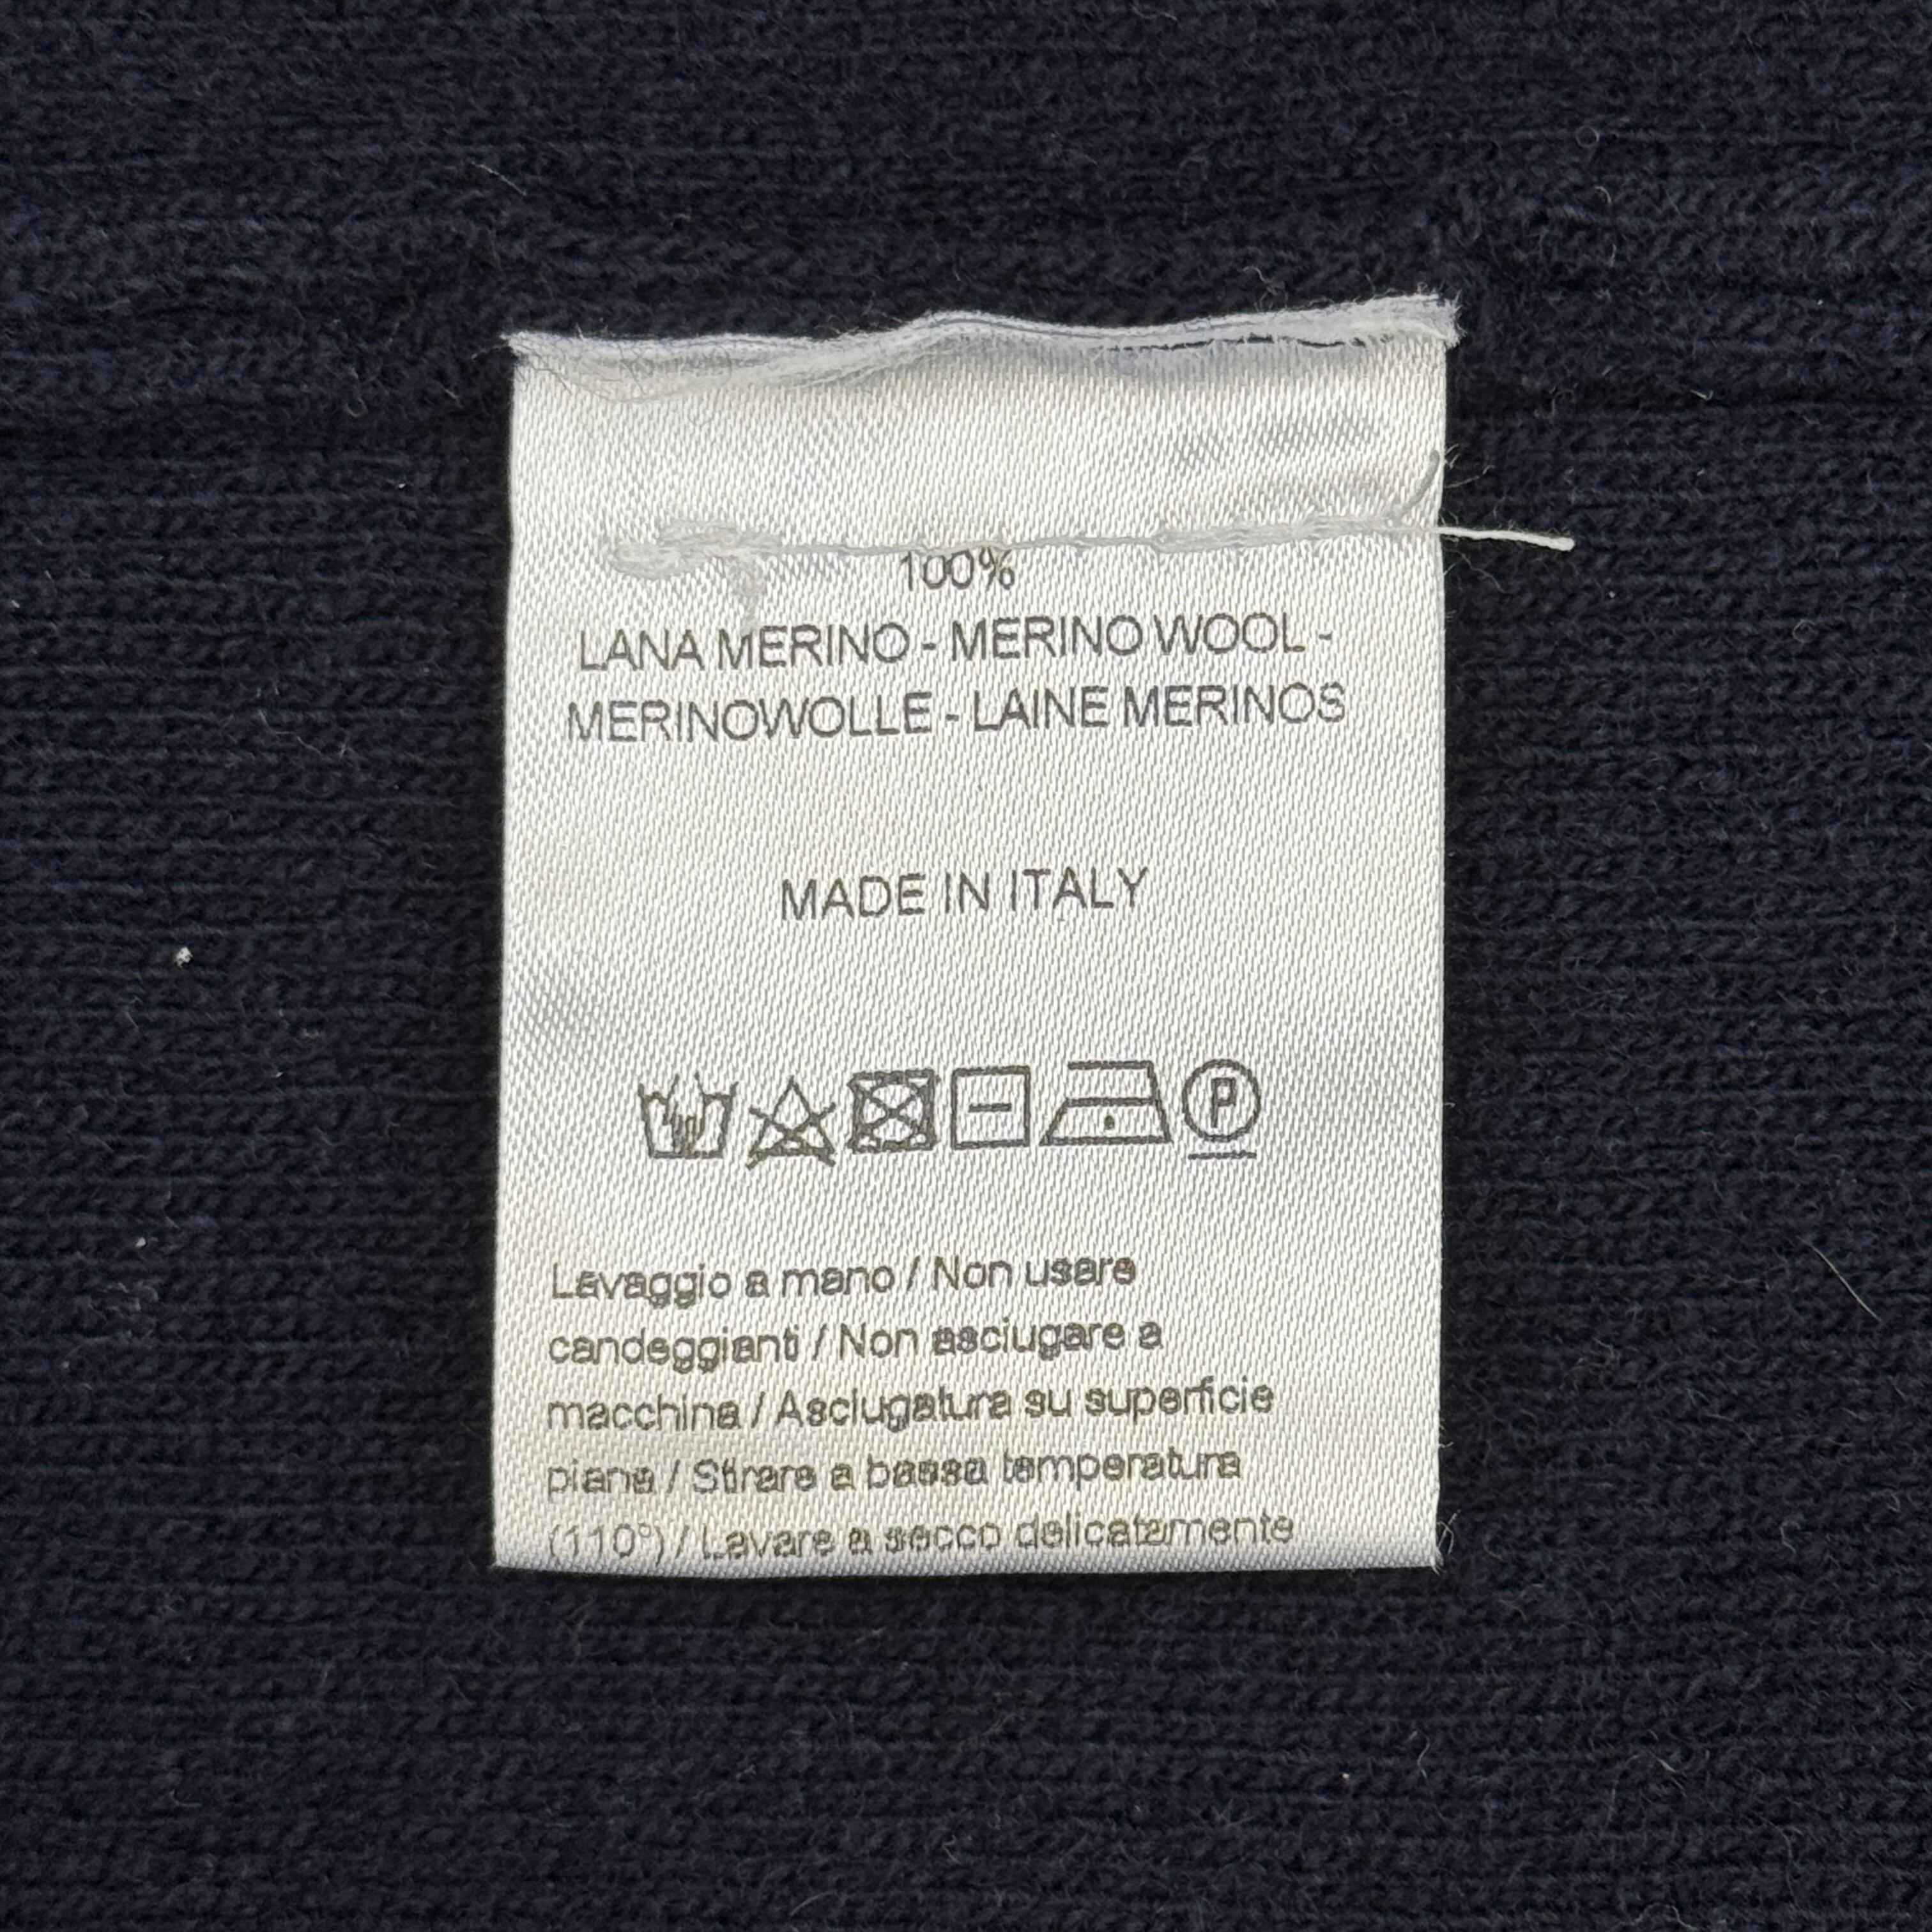 100%
LANA MERINO - MERINO WOOL -
MERINOWOLLE - LAINE MERINOS
MADE IN ITALY
P
Lavaggio a mano / Non usare
candeggianti / Non asciugare a
macchina / Asciugatura su superficie
piana / Stirare a bassa temperatura
(110°) / Lavare a secco delicatamente